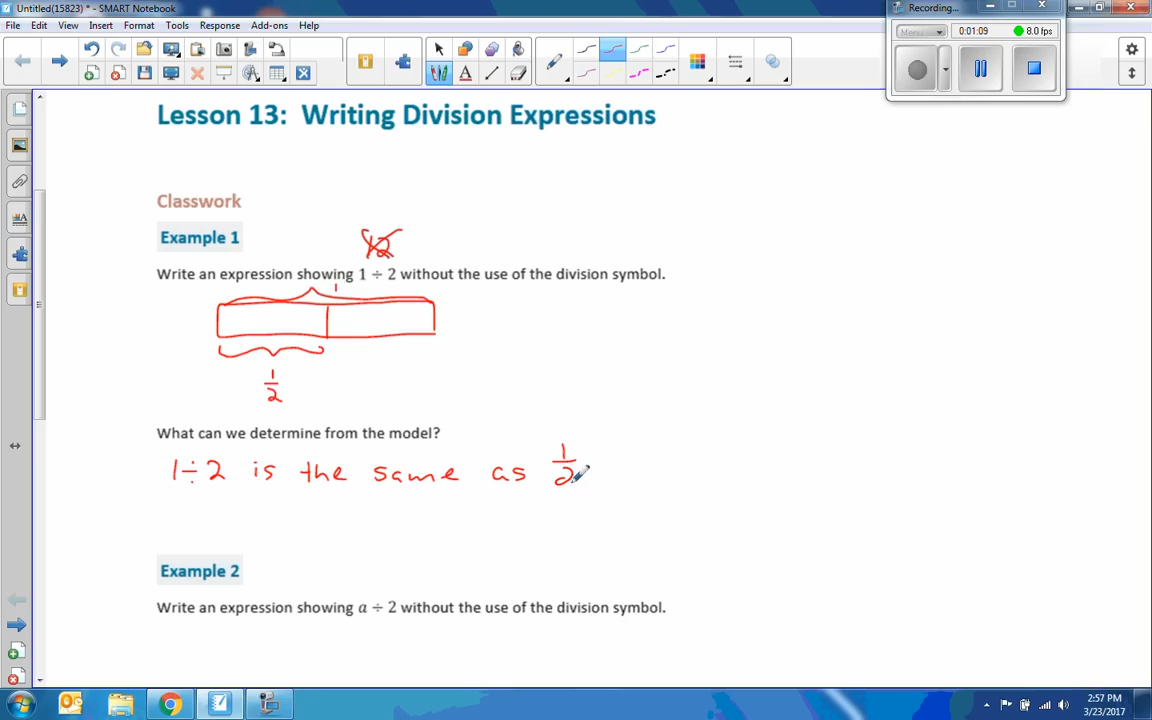 Untitled(15823) * - SMART Notebook
Recording...
File Edit View Insert Format Tools Response Add-ons Help
Menu
0:01:09
8.0 fps
Lesson 13: Writing Division Expressions
Classwork
Example 1
Write an expression showing 1 ÷ 2 without the use of the division symbol.
1
1/2
What can we determine from the model?
1÷2 is the same as 1/2
Example 2
Write an expression showing a ÷ 2 without the use of the division symbol.
2:57 PM
3/23/2017